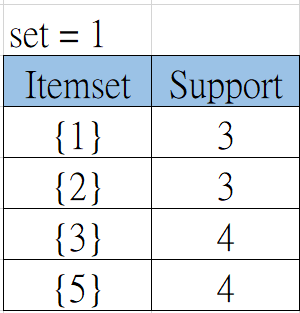 set = 1
Itemset Support
{1} 3
{2} 3
{3} 4
{5} 4